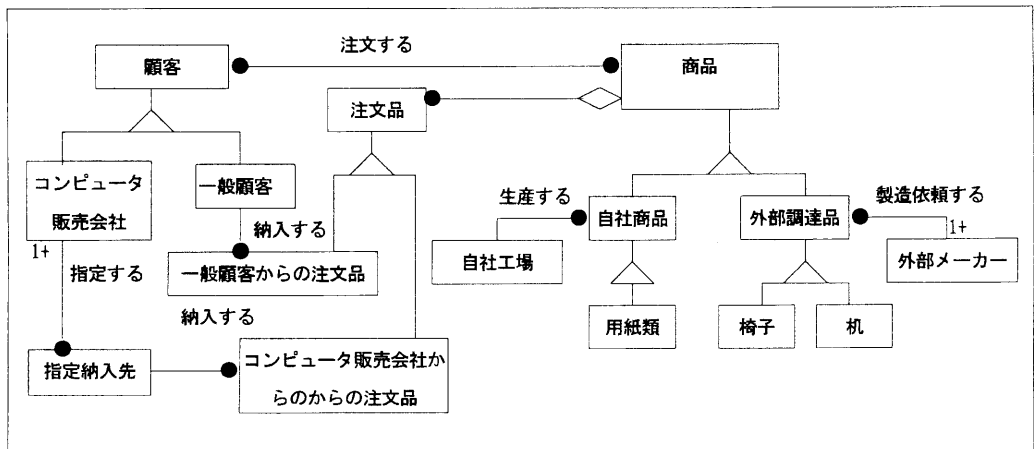 注文する
顧客
商品
注文品
コンピュータ
販売会社
一般顧客
生産する
製造依頼する
自社商品
外部調達品
1+
納入する
1+
自社工場
外部メーカー
指定する
一般顧客からの注文品
納入する
用紙類
椅子
机
指定納入先
コンピュータ販売会社か
らのからの注文品